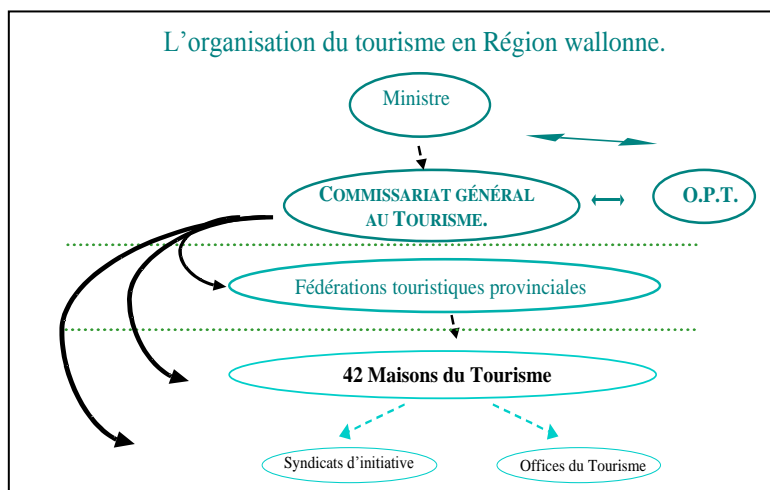 L'organisation du tourisme en Région wallonne.
Ministre
COMMISSARIAT GÉNÉRAL
AU TOURISME.
O.P.T.
Fédérations touristiques provinciales
42 Maisons du Tourisme
Syndicats d'initiative
Offices du Tourisme